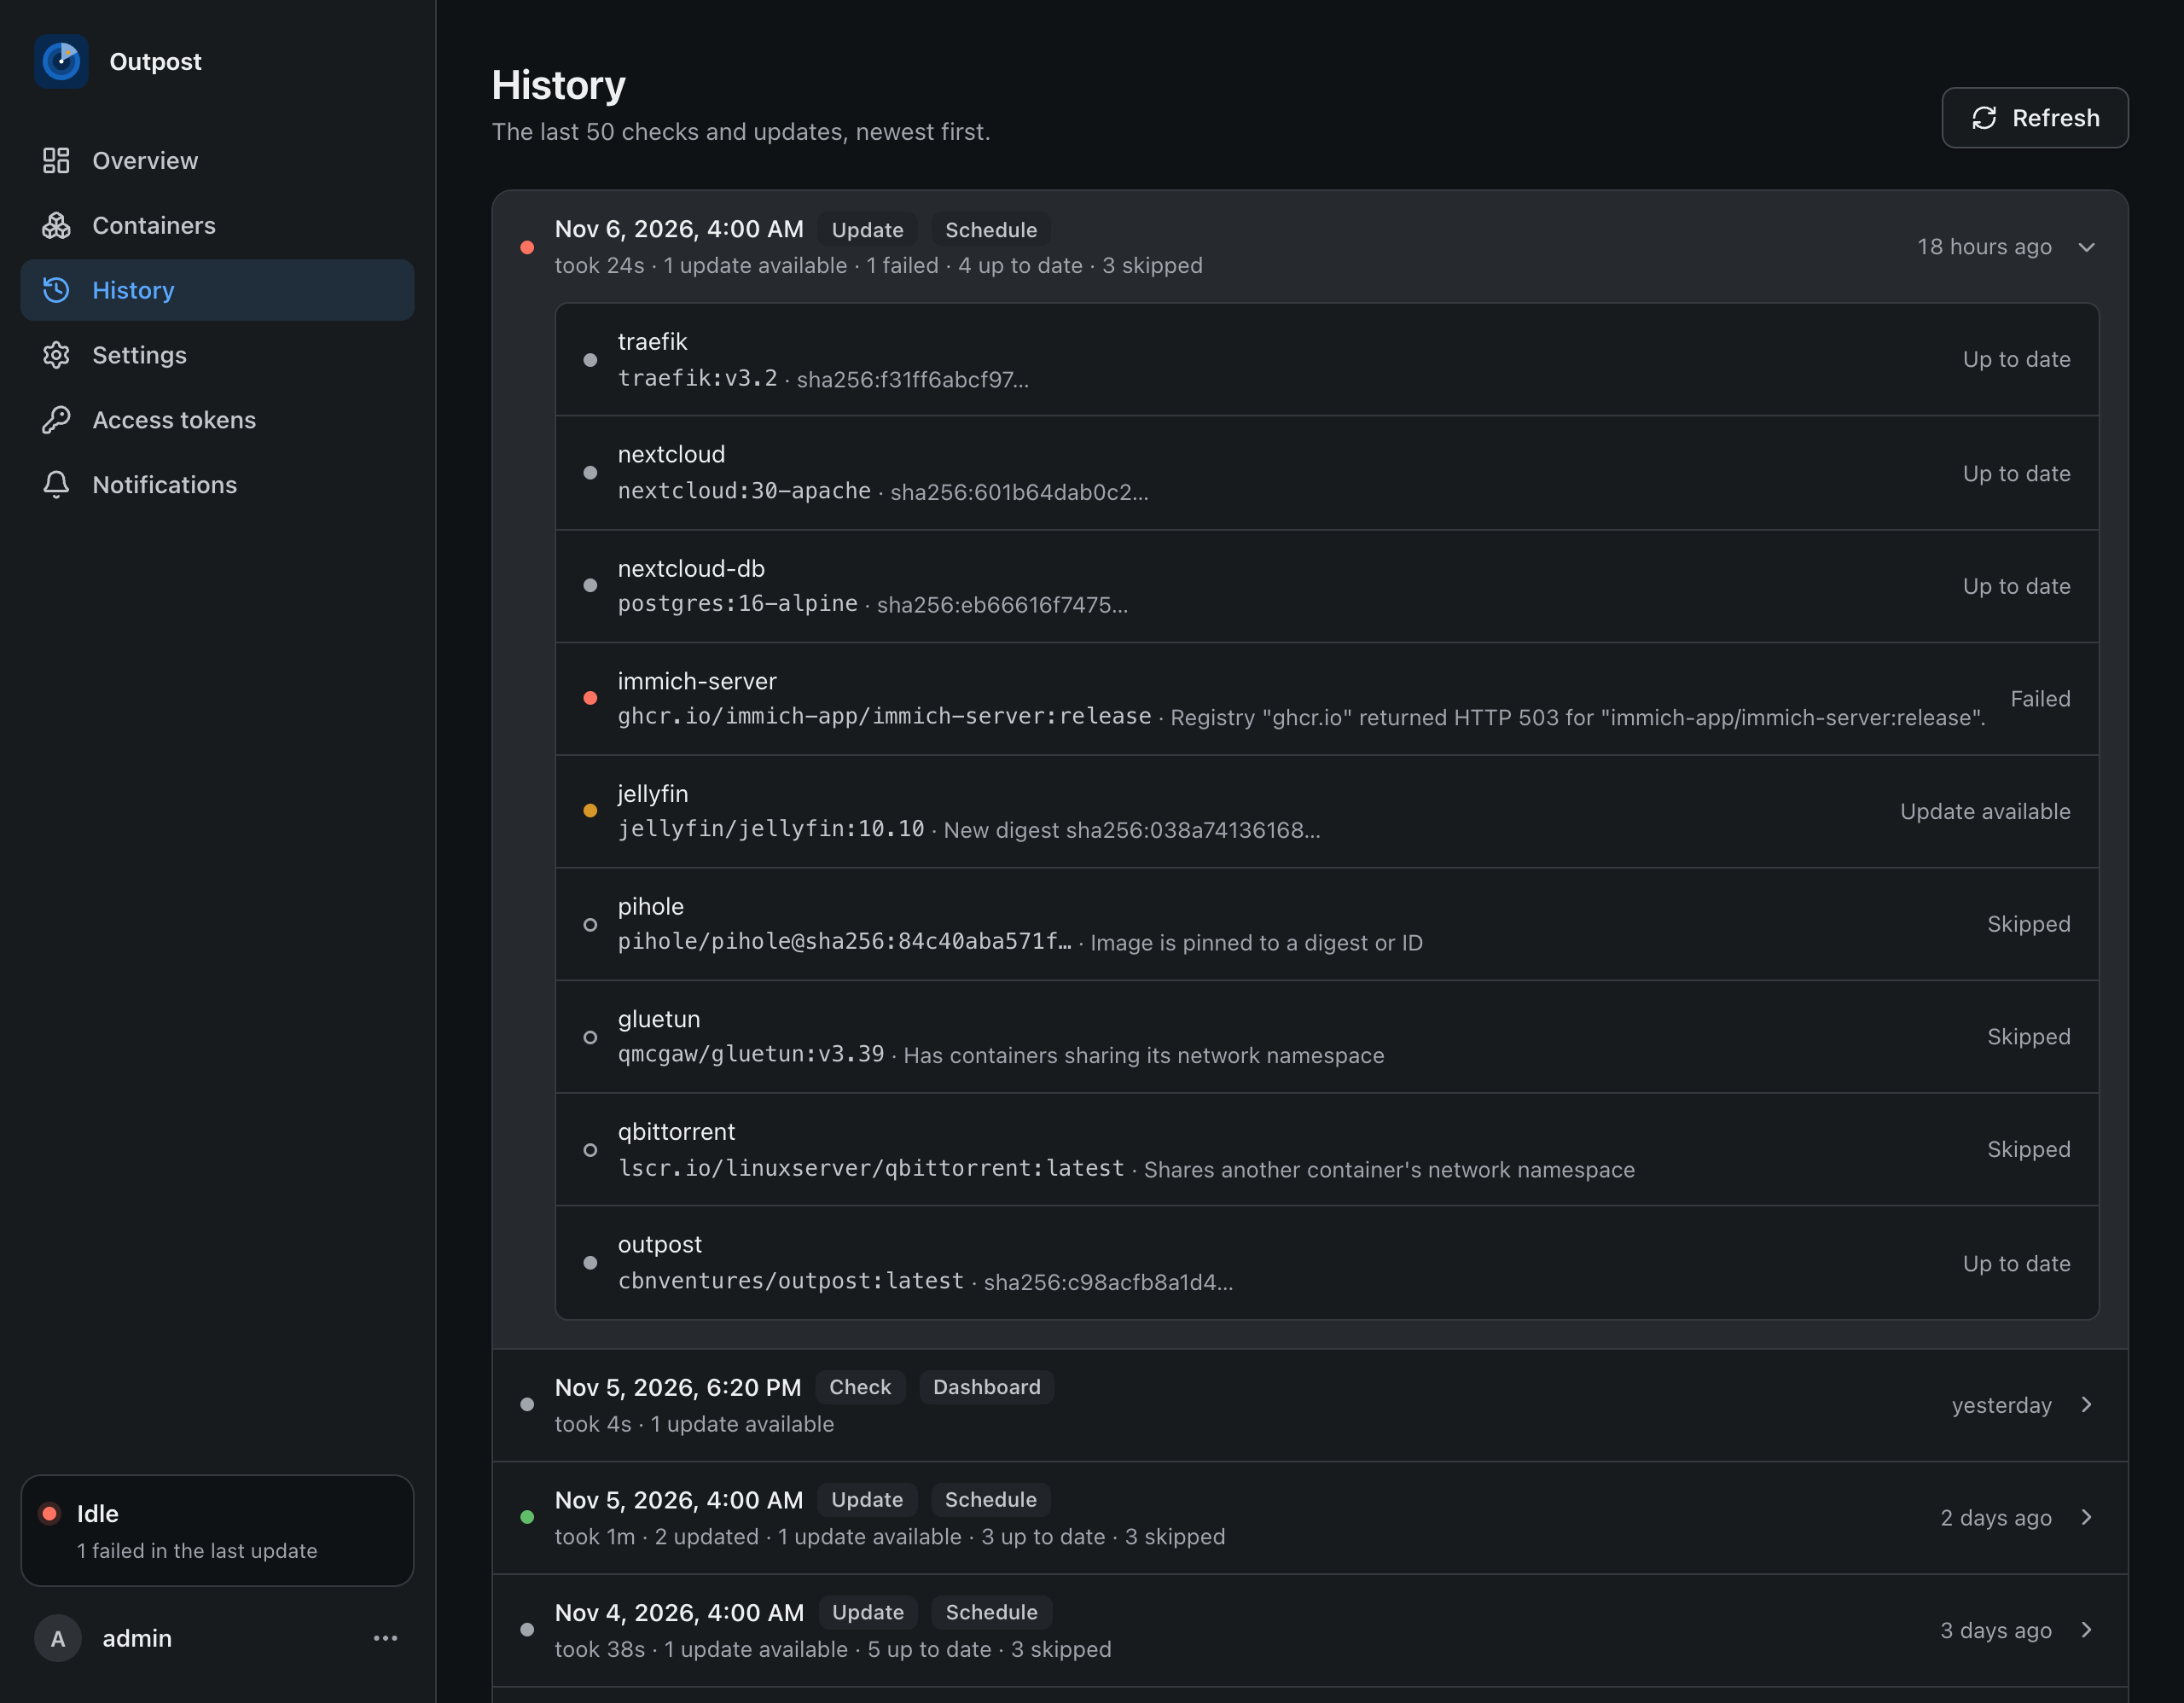 Outpost
Overview
Containers
History
Settings
Access tokens
Notifications
Idle
1 failed in the last update
A admin
History
The last 50 checks and updates, newest first.
Refresh
Nov 6, 2026, 4:00 AM Update Schedule
took 24s · 1 update available · 1 failed · 4 up to date · 3 skipped
18 hours ago
traefik
traefik:v3.2 · sha256:f31ff6abcf97…
Up to date
nextcloud
nextcloud:30-apache · sha256:601b64dab0c2…
Up to date
nextcloud-db
postgres:16-alpine · sha256:eb66616f7475…
Up to date
immich-server
ghcr.io/immich-app/immich-server:release · Registry "ghcr.io" returned HTTP 503 for "immich-app/immich-server:release".
Failed
jellyfin
jellyfin/jellyfin:10.10 · New digest sha256:038a74136168…
Update available
pihole
pihole/pihole@sha256:84c40aba571f… · Image is pinned to a digest or ID
Skipped
gluetun
qmcgaw/gluetun:v3.39 · Has containers sharing its network namespace
Skipped
qbittorrent
lscr.io/linuxserver/qbittorrent:latest · Shares another container's network namespace
Skipped
outpost
cbnventures/outpost:latest · sha256:c98acfb8a1d4…
Up to date
Nov 5, 2026, 6:20 PM Check Dashboard
took 4s · 1 update available
yesterday
Nov 5, 2026, 4:00 AM Update Schedule
took 1m · 2 updated · 1 update available · 3 up to date · 3 skipped
2 days ago
Nov 4, 2026, 4:00 AM Update Schedule
took 38s · 1 update available · 5 up to date · 3 skipped
3 days ago